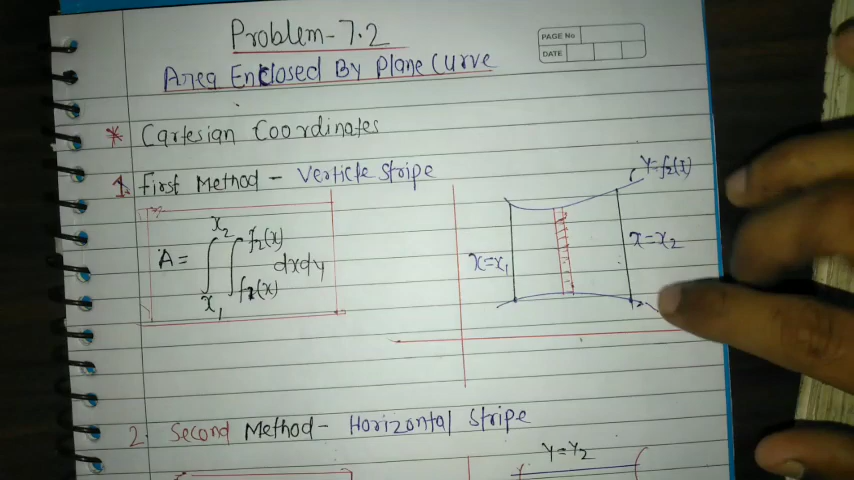 Problem-7.2
PAGE No
DATE
Area Enclosed By Plane Curve
* Cartesian Coordinates
1. First Method - Verticle Stripe
A = ∫x₁^x₂ ∫f₁(x)^f₂(x) dxdy
Y=f₂(x)
x=x₁
x=x₂
2. Second Method - Horizontal Stripe
Y=Y₂